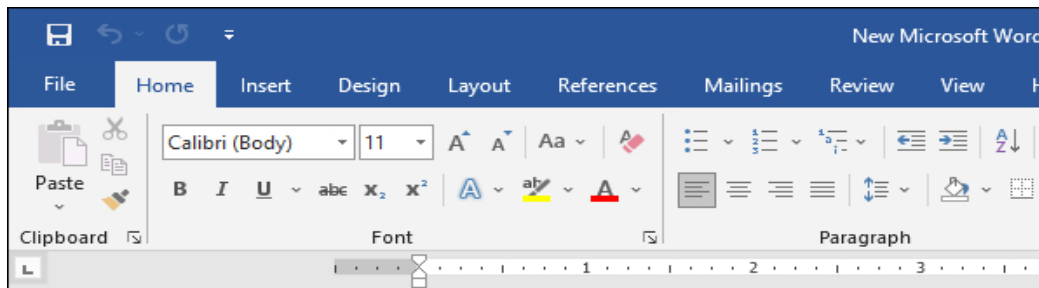 New Microsoft Word
File Home Insert Design Layout References Mailings Review View H
Calibri (Body) 11 A A Aa
Paste B I U abc x₂ x² A ab A
Clipboard Font Paragraph
1 2 3